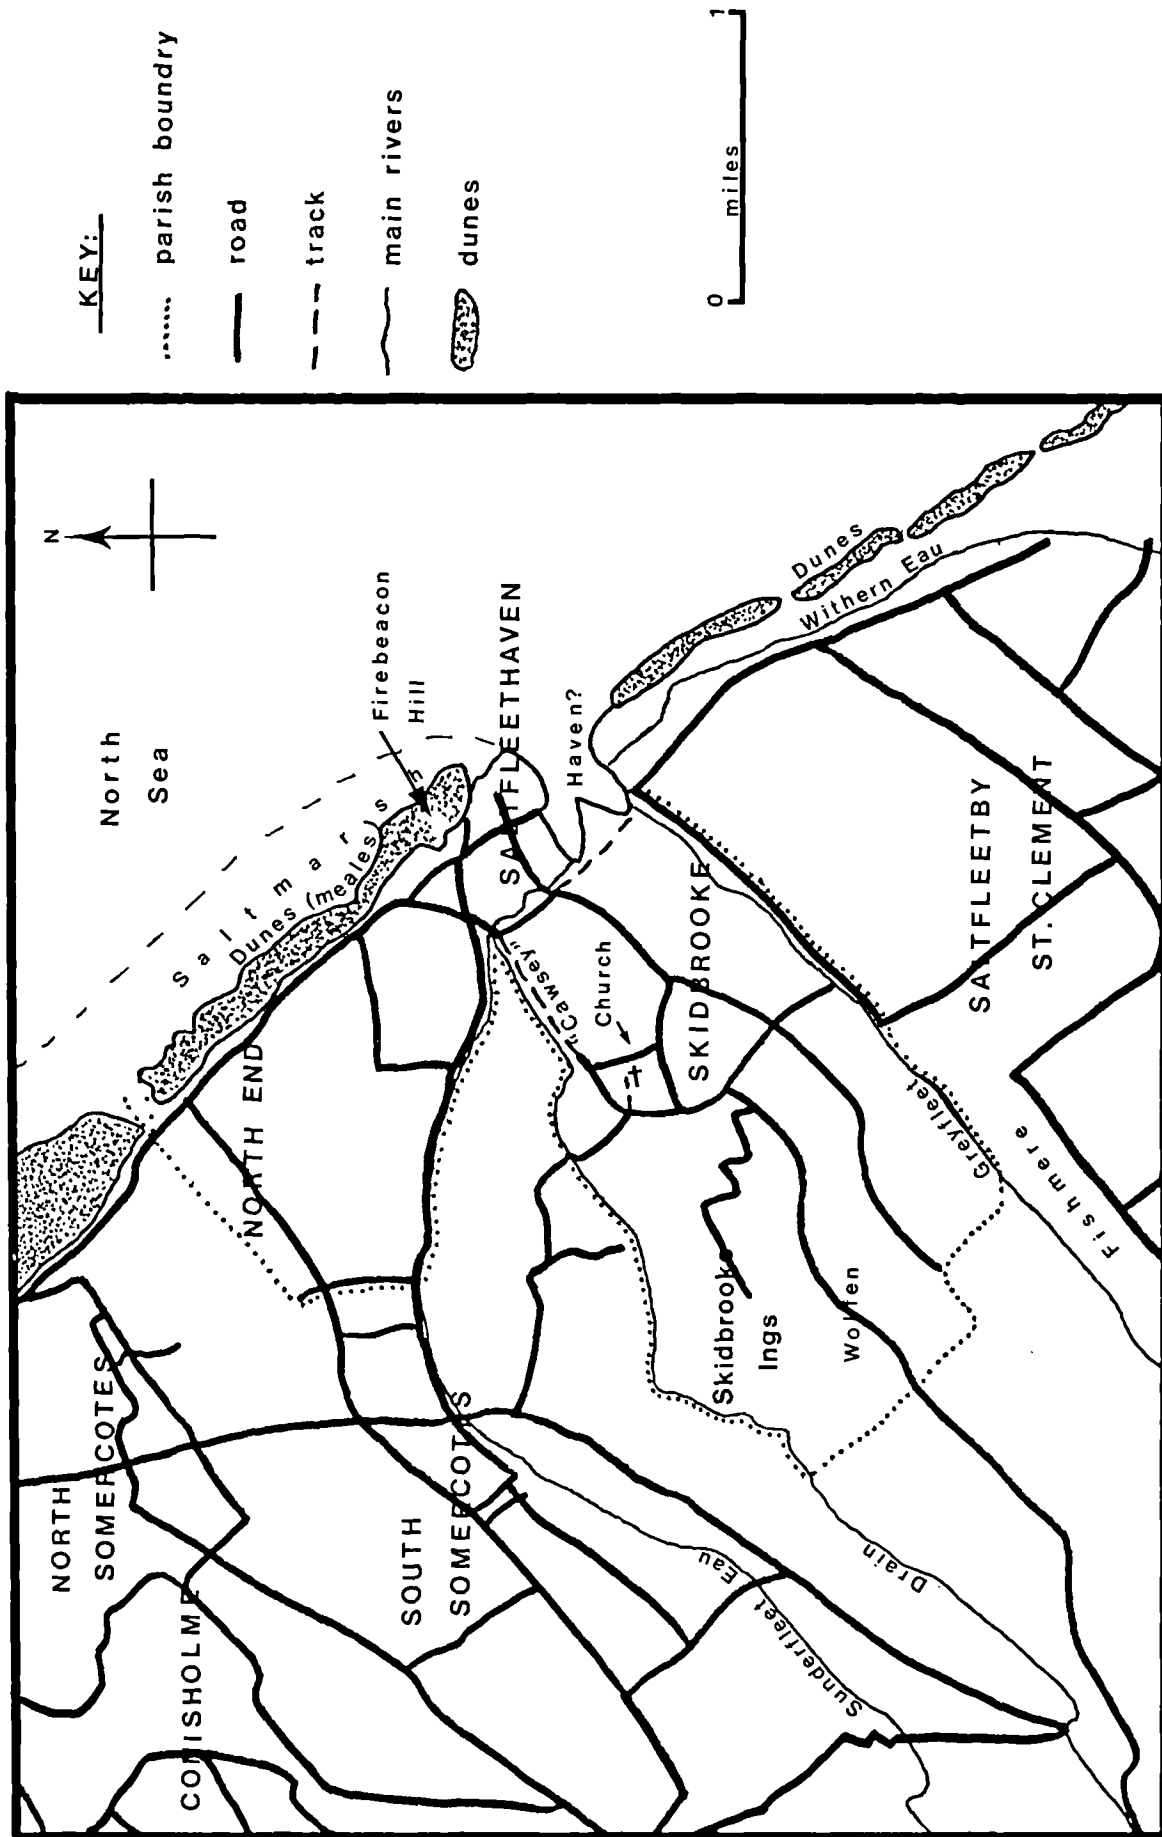 KEY:
parish boundry
road
track
main rivers
dunes
0
miles
1
N
North
Sea
Saltmarsh
Dunes (meales)
Firebeacon
Hill
SALTFLEETHAVEN
Haven?
Dunes
Withern Eau
NORTH
SOMERCOTES
CONISHOLME
NORTH END
SOUTH
SOMERCOTES
"Cawsey"
Church
SKIDBROOKE
Skidbrook
Ings
Wolfen
Greyfleet
Fishmere
SALTFLEETBY
ST. CLEMENT
Sunderfleet
Eau
Drain